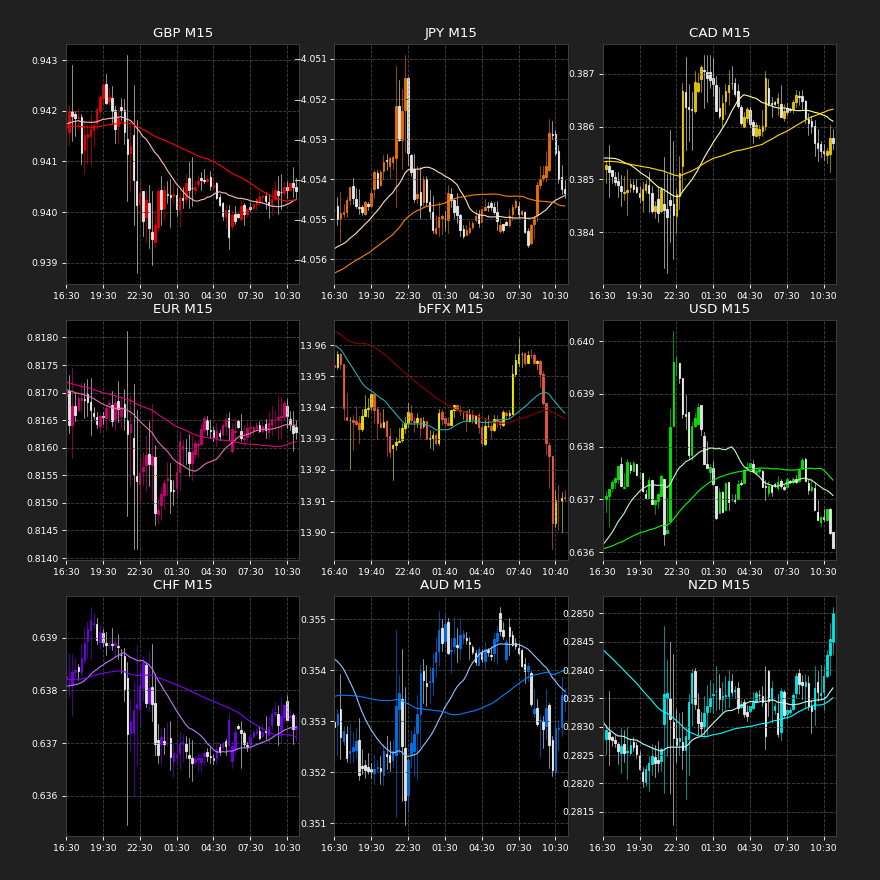 GBP M15
0.943
0.942
0.941
0.940
0.939
16:30 19:30 22:30 01:30 04:30 07:30 10:30
JPY M15
−4.051
−4.052
−4.053
−4.054
−4.055
−4.056
16:30 19:30 22:30 01:30 04:30 07:30 10:30
CAD M15
0.387
0.386
0.385
0.384
16:30 19:30 22:30 01:30 04:30 07:30 10:30
EUR M15
0.8180
0.8175
0.8170
0.8165
0.8160
0.8155
0.8150
0.8145
0.8140
16:30 19:30 22:30 01:30 04:30 07:30 10:30
bFFX M15
13.96
13.95
13.94
13.93
13.92
13.91
13.90
16:40 19:40 22:40 01:40 04:40 07:40 10:40
USD M15
0.640
0.639
0.638
0.637
0.636
16:30 19:30 22:30 01:30 04:30 07:30 10:30
CHF M15
0.639
0.638
0.637
0.636
16:30 19:30 22:30 01:30 04:30 07:30 10:30
AUD M15
0.355
0.354
0.353
0.352
0.351
16:30 19:30 22:30 01:30 04:30 07:30 10:30
NZD M15
0.2850
0.2845
0.2840
0.2835
0.2830
0.2825
0.2820
0.2815
16:30 19:30 22:30 01:30 04:30 07:30 10:30